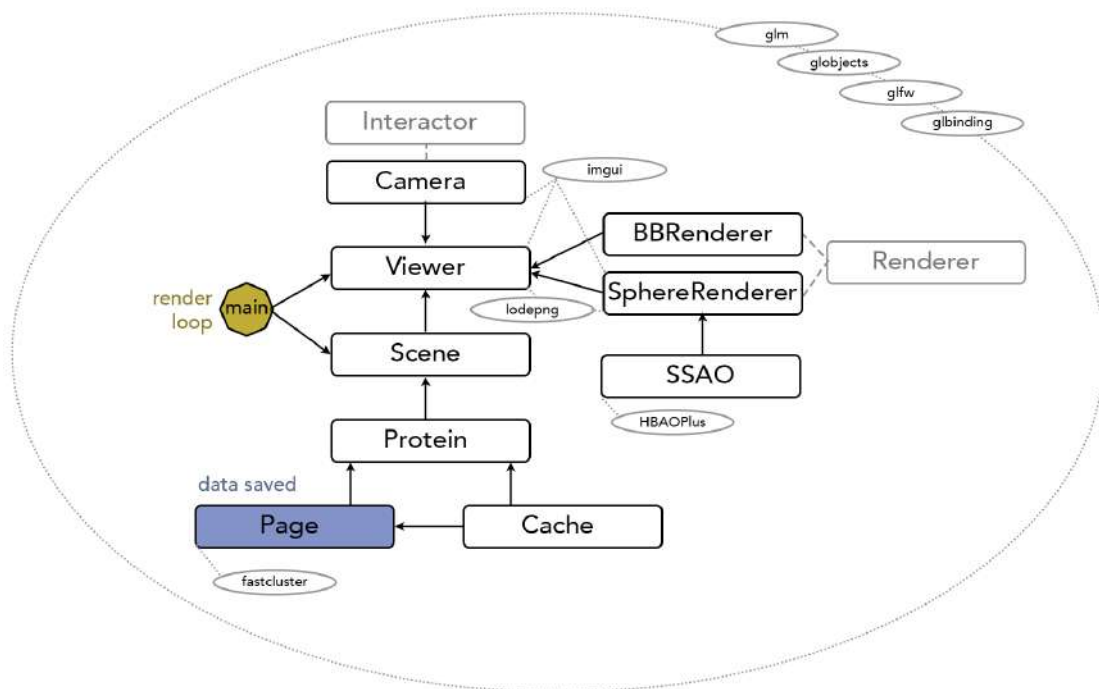 glm
globjects
glfw
glbinding
Interactor
Camera
imgui
BBRenderer
Viewer
Renderer
SphereRenderer
render
loop
main
lodepng
Scene
SSAO
HBAOPlus
Protein
data saved
Page
Cache
fastcluster